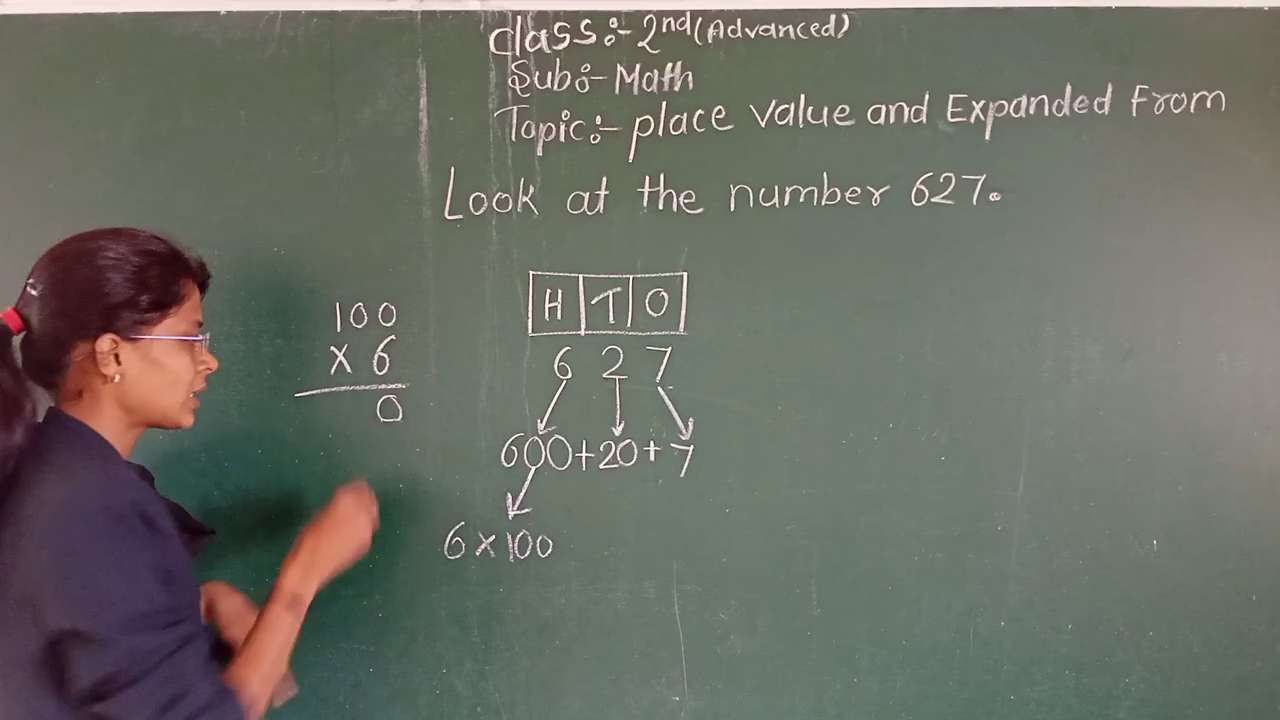 Class:- 2nd (Advanced)
Sub:- Math
Topic:- place value and Expanded From
Look at the number 627.
H T O
6 2 7
600+20+7
6×100
100
× 6
0